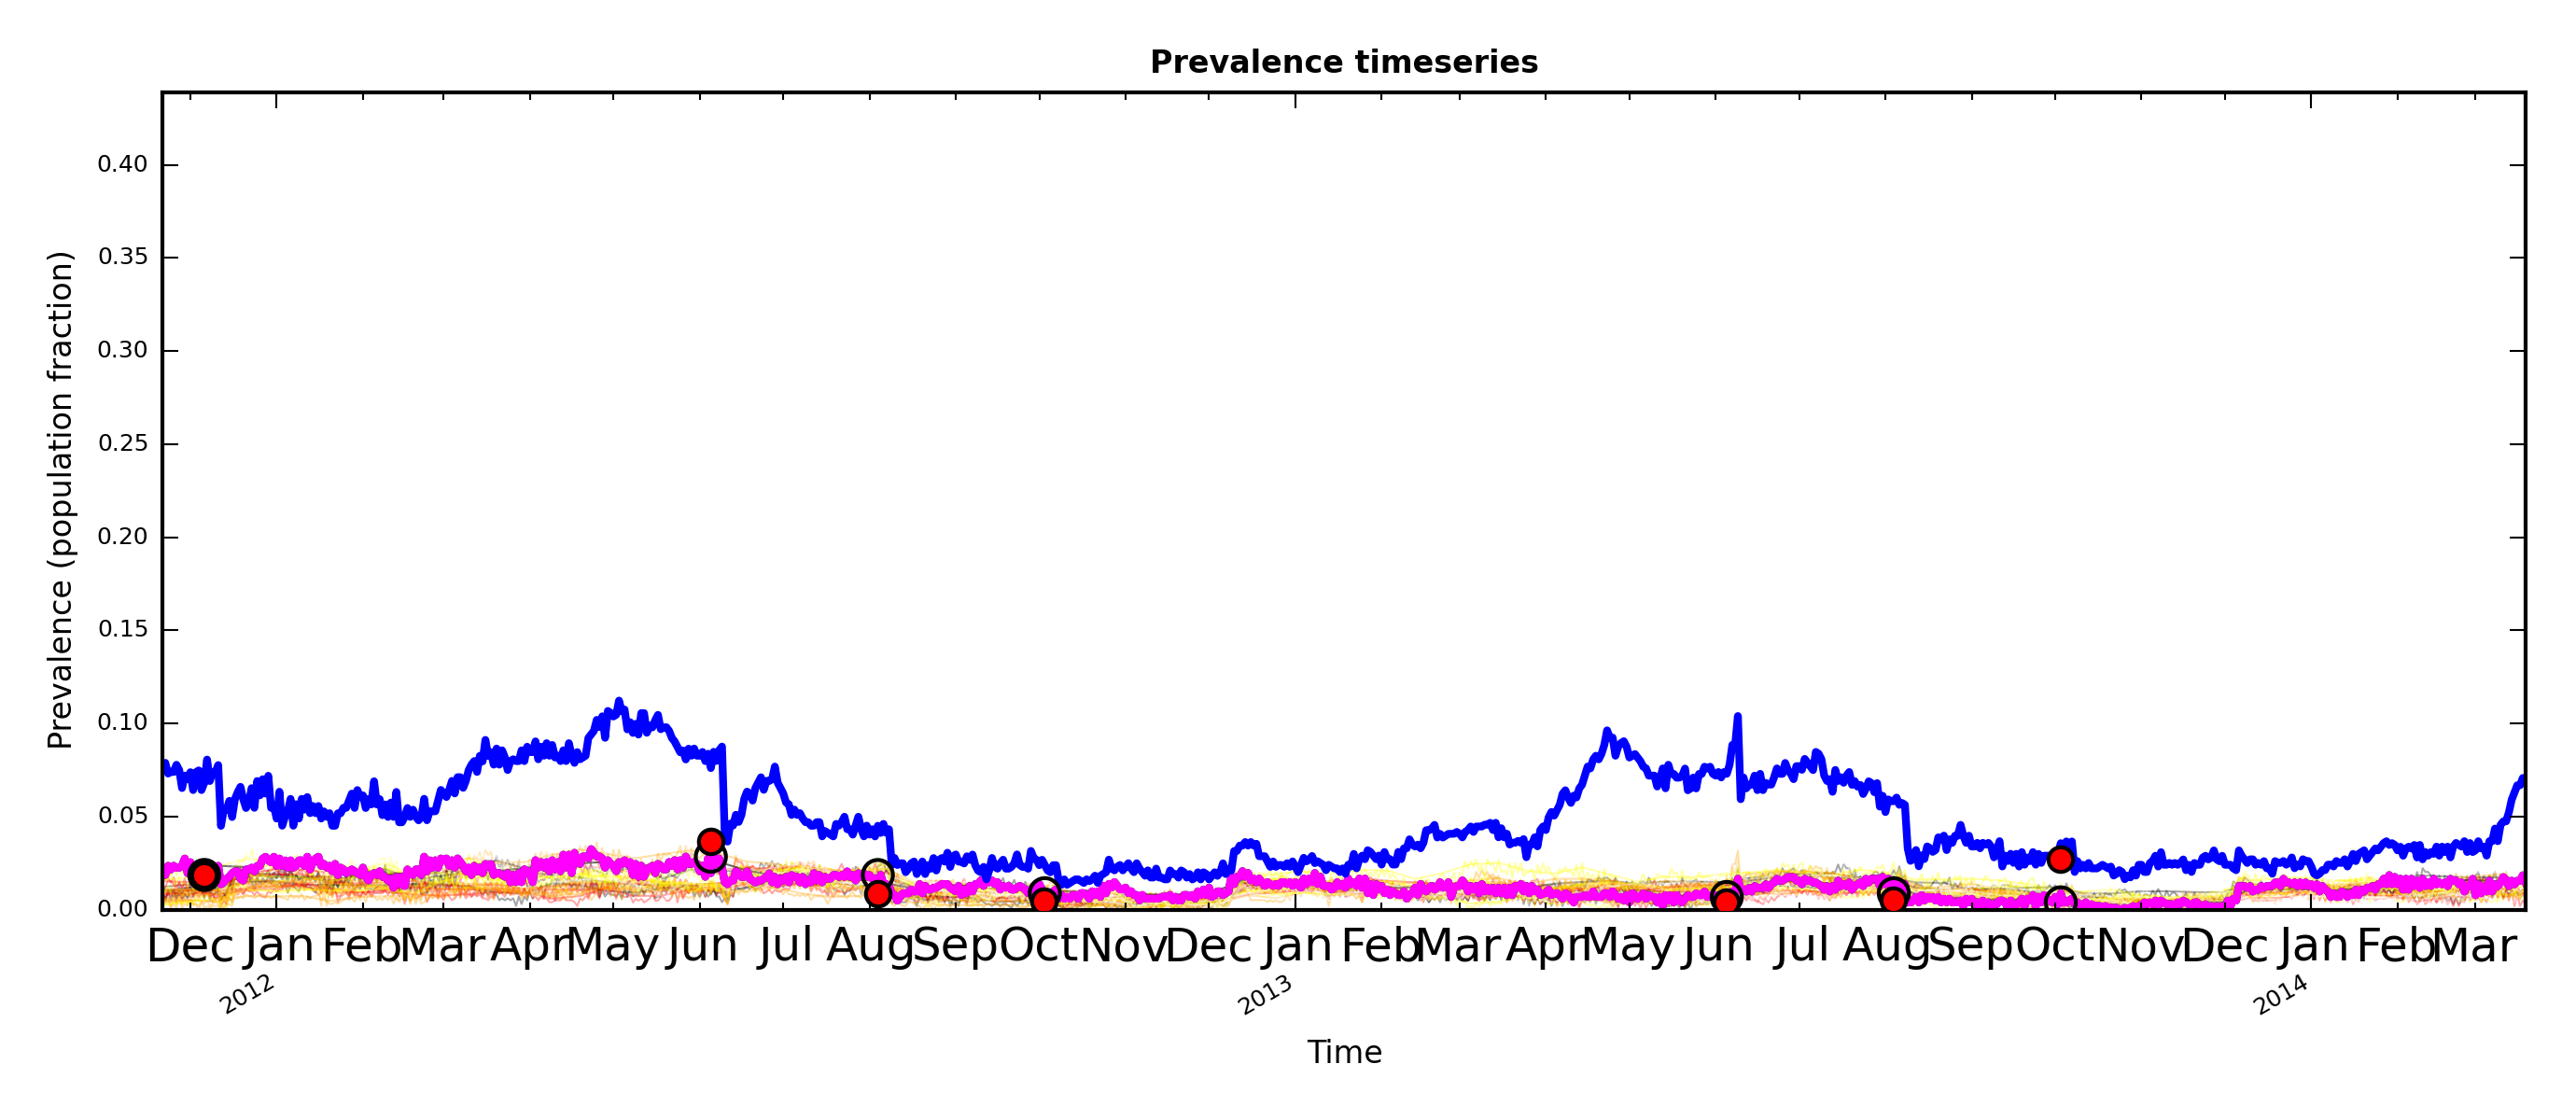 Prevalence timeseries
Prevalence (population fraction)
0.40
0.35
0.30
0.25
0.20
0.15
0.10
0.05
0.00
Dec Jan Feb Mar Apr May Jun Jul Aug Sep Oct Nov Dec Jan Feb Mar Apr May Jun Jul Aug Sep Oct Nov Dec Jan Feb Mar
2012 2013 2014
Time